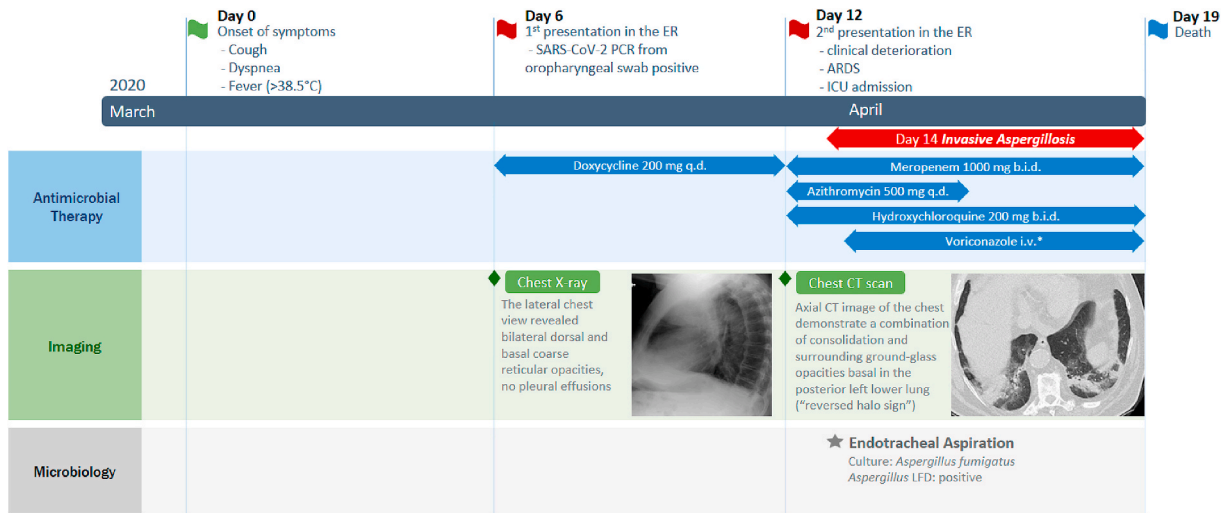 Day 0
Onset of symptoms
- Cough
- Dyspnea
- Fever (>38.5°C)
Day 6
1st presentation in the ER
- SARS-CoV-2 PCR from
oropharyngeal swab positive
Day 12
2nd presentation in the ER
- clinical deterioration
- ARDS
- ICU admission
Day 19
Death
2020
March
April
Day 14 Invasive Aspergillosis
Antimicrobial
Therapy
Doxycycline 200 mg q.d.
Meropenem 1000 mg b.i.d.
Azithromycin 500 mg q.d.
Hydroxychloroquine 200 mg b.i.d.
Voriconazole i.v.*
Imaging
Chest X-ray
The lateral chest
view revealed
bilateral dorsal and
basal coarse
reticular opacities,
no pleural effusions
Chest CT scan
Axial CT image of the chest
demonstrate a combination
of consolidation and
surrounding ground-glass
opacities basal in the
posterior left lower lung
(“reversed halo sign”)
Microbiology
Endotracheal Aspiration
Culture: Aspergillus fumigatus
Aspergillus LFD: positive